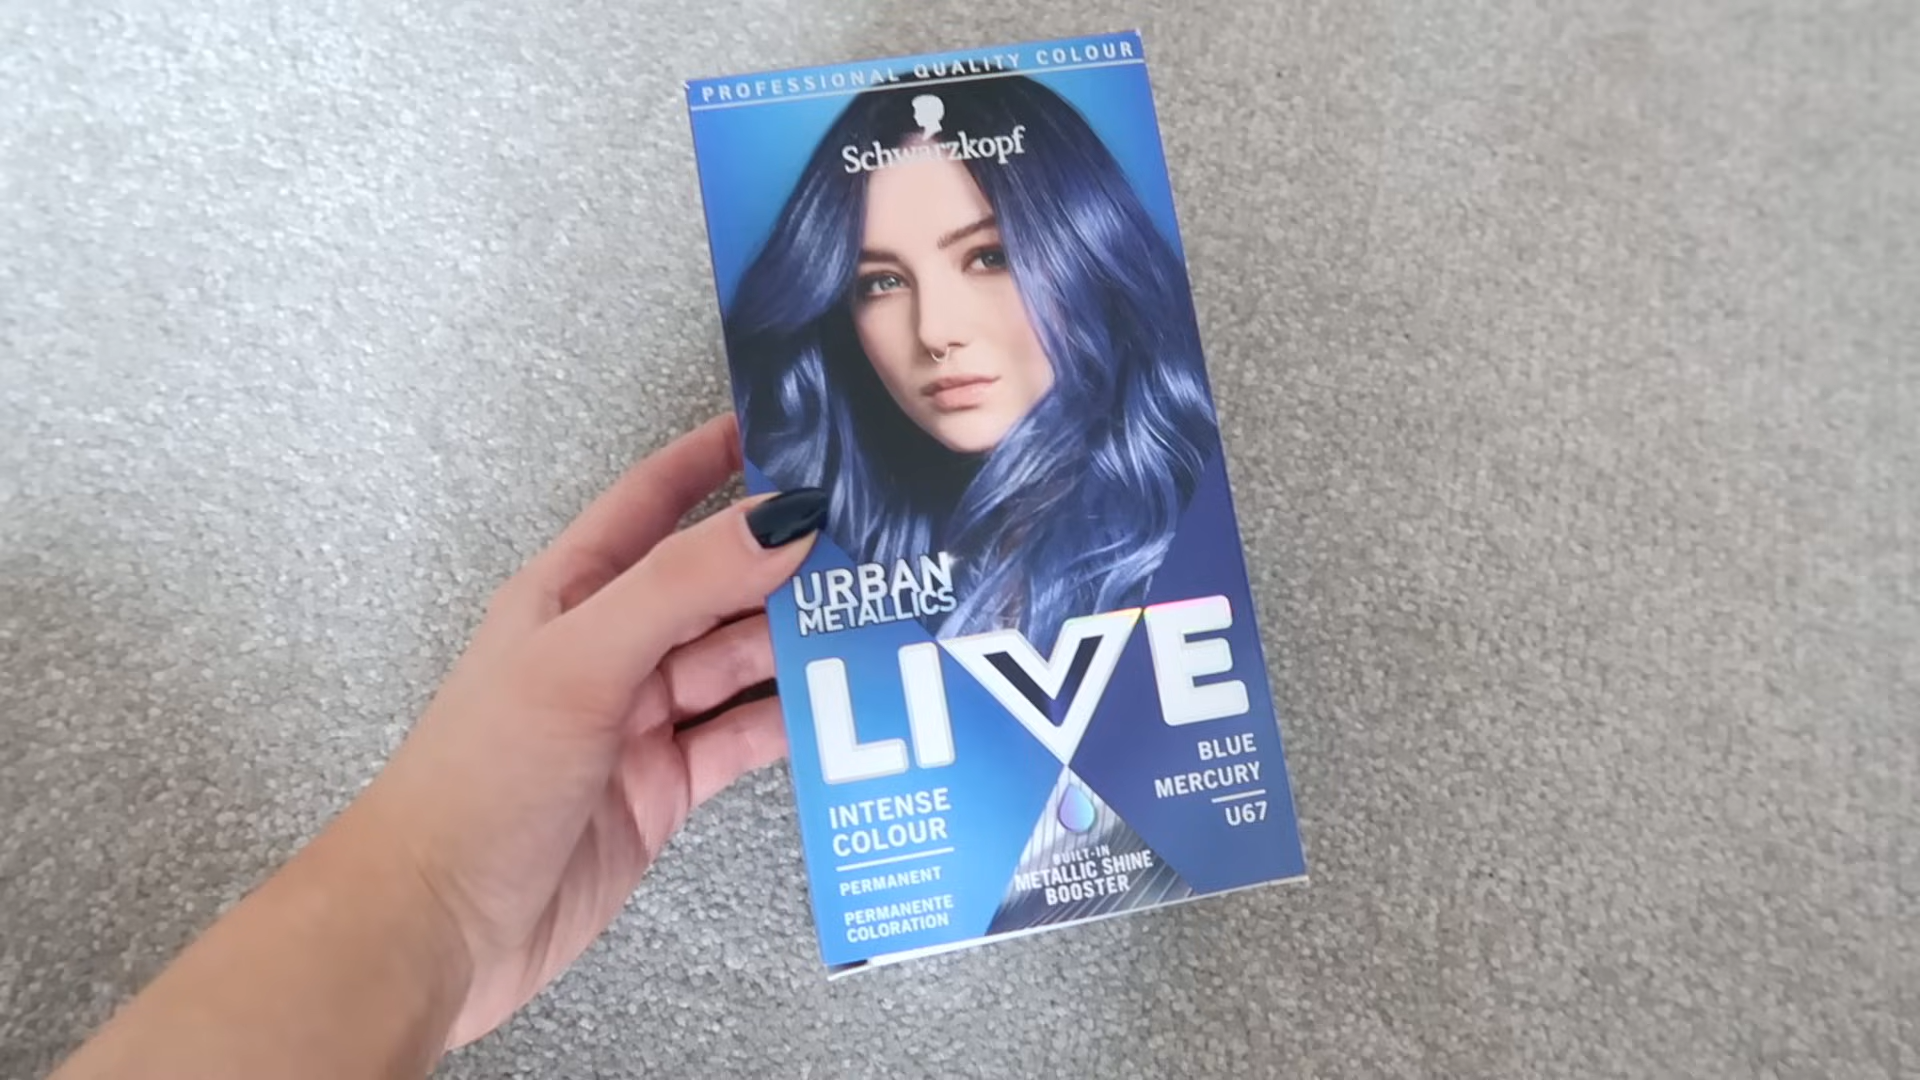 PROFESSIONAL QUALITY COLOUR
Schwarzkopf
URBAN
METALLICS
LIVE
INTENSE
COLOUR
PERMANENT
PERMANENTE
COLORATION
BLUE
MERCURY
U67
BUILT-IN
METALLIC SHINE
BOOSTER